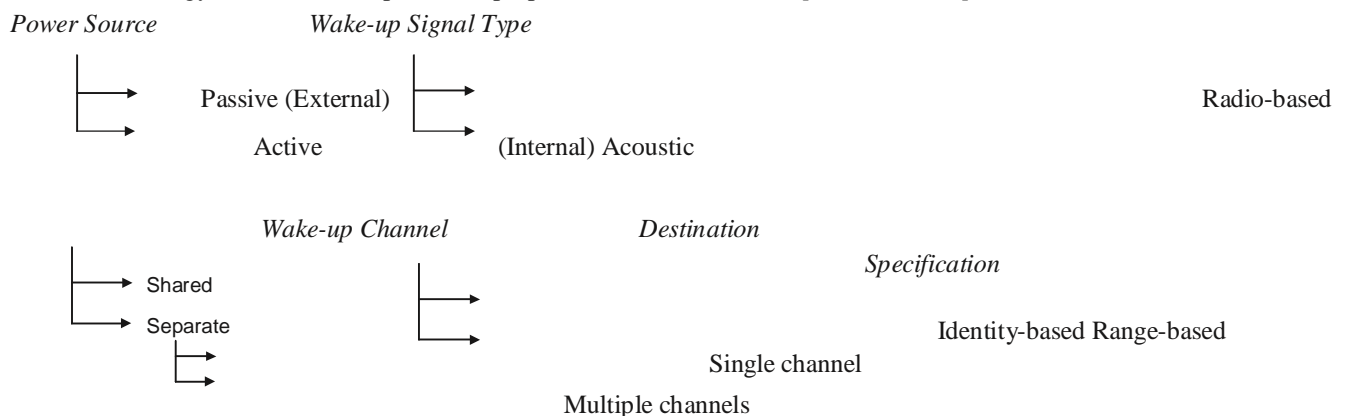 Power Source Wake-up Signal Type
Passive (External) Radio-based
Active (Internal) Acoustic
Wake-up Channel Destination
Specification
Shared
Separate Identity-based Range-based
Single channel
Multiple channels